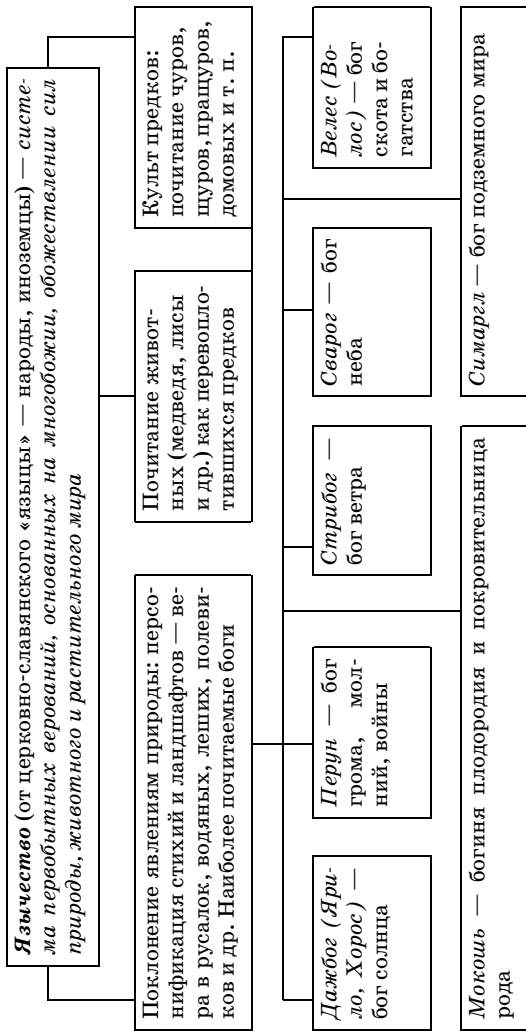 Язычество (от церковно-славянского «языцы» — народы, иноземцы) — систе-
ма первобытных верований, основанных на многобожии, обожествлении сил
природы, животного и растительного мира
Поклонение явлениям природы: персо-
нификация стихий и ландшафтов — ве-
ра в русалок, водяных, леших, полеви-
ков и др. Наиболее почитаемые боги
Почитание живот-
ных (медведя, лисы
и др.) как перевопло-
тившихся предков
Культ предков:
почитание чуров,
щуров, пращуров,
домовых и т. п.
Дажбог (Яри-
ло, Хорос) —
бог солнца
Перун — бог
грома, мол-
ний, войны
Стрибог —
бог ветра
Сварог — бог
неба
Велес (Во-
лос) — бог
скота и бо-
гатства
Мокошь — богиня плодородия и покровительница
рода
Симаргл — бог подземного мира